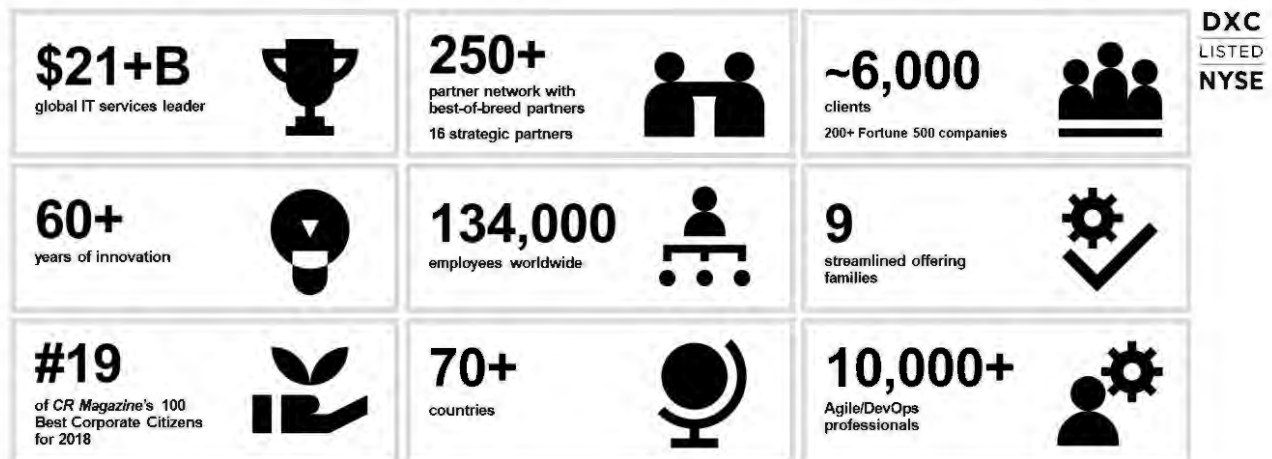 $21+B
global IT services leader
250+
partner network with
best-of-breed partners
16 strategic partners
~6,000
clients
200+ Fortune 500 companies
DXC
LISTED
NYSE
60+
years of innovation
134,000
employees worldwide
9
streamlined offering
families
#19
of CR Magazine's 100
Best Corporate Citizens
for 2018
70+
countries
10,000+
Agile/DevOps
professionals